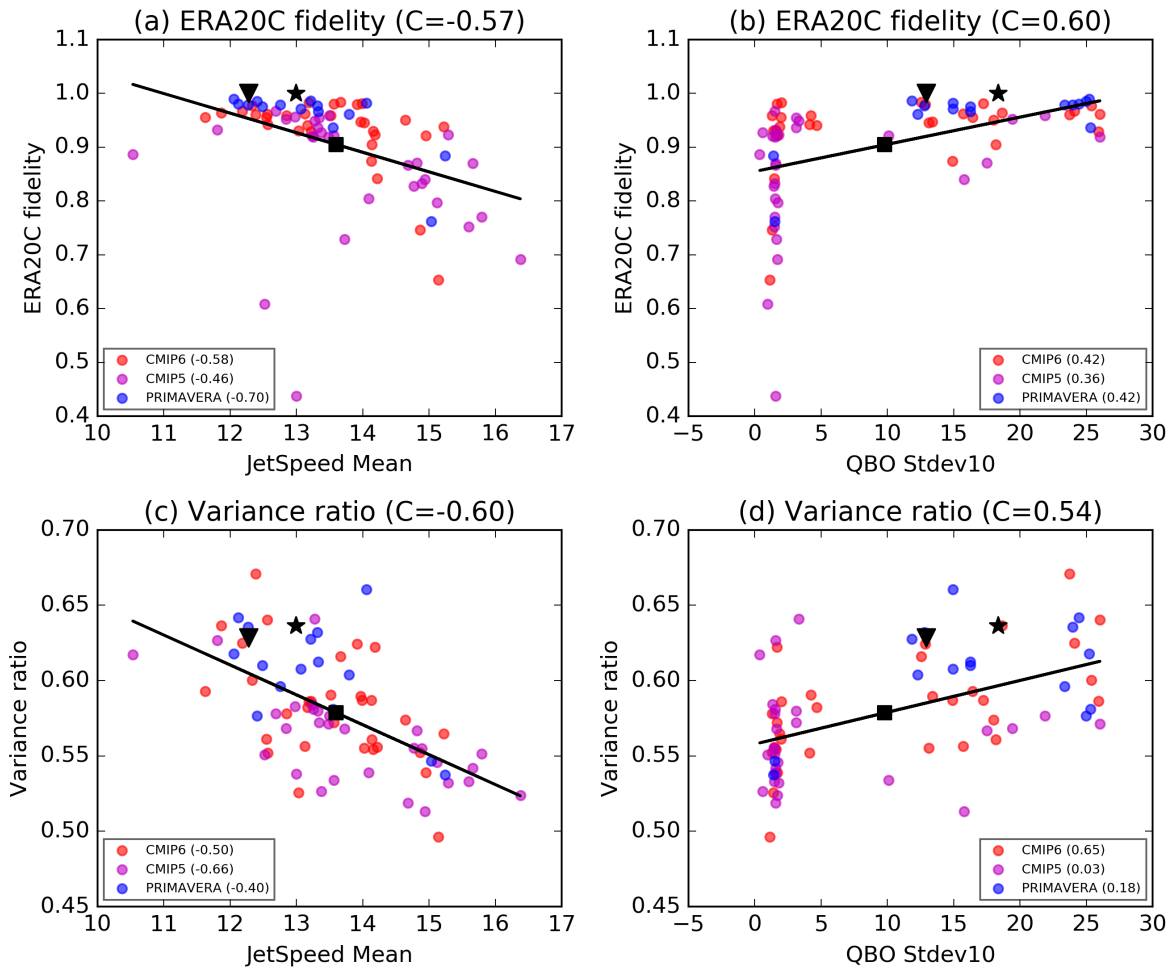 (a) ERA20C fidelity (C=-0.57)
1.1
1.0
0.9
0.8
0.7
0.6
0.5
0.4
ERA20C fidelity
CMIP6 (-0.58)
CMIP5 (-0.46)
PRIMAVERA (-0.70)
10 11 12 13 14 15 16 17
JetSpeed Mean
(b) ERA20C fidelity (C=0.60)
1.1
1.0
0.9
0.8
0.7
0.6
0.5
0.4
ERA20C fidelity
CMIP6 (0.42)
CMIP5 (0.36)
PRIMAVERA (0.42)
−5 0 5 10 15 20 25 30
QBO Stdev10
(c) Variance ratio (C=-0.60)
0.70
0.65
0.60
0.55
0.50
0.45
Variance ratio
CMIP6 (-0.50)
CMIP5 (-0.66)
PRIMAVERA (-0.40)
10 11 12 13 14 15 16 17
JetSpeed Mean
(d) Variance ratio (C=0.54)
0.70
0.65
0.60
0.55
0.50
0.45
Variance ratio
CMIP6 (0.65)
CMIP5 (0.03)
PRIMAVERA (0.18)
−5 0 5 10 15 20 25 30
QBO Stdev10